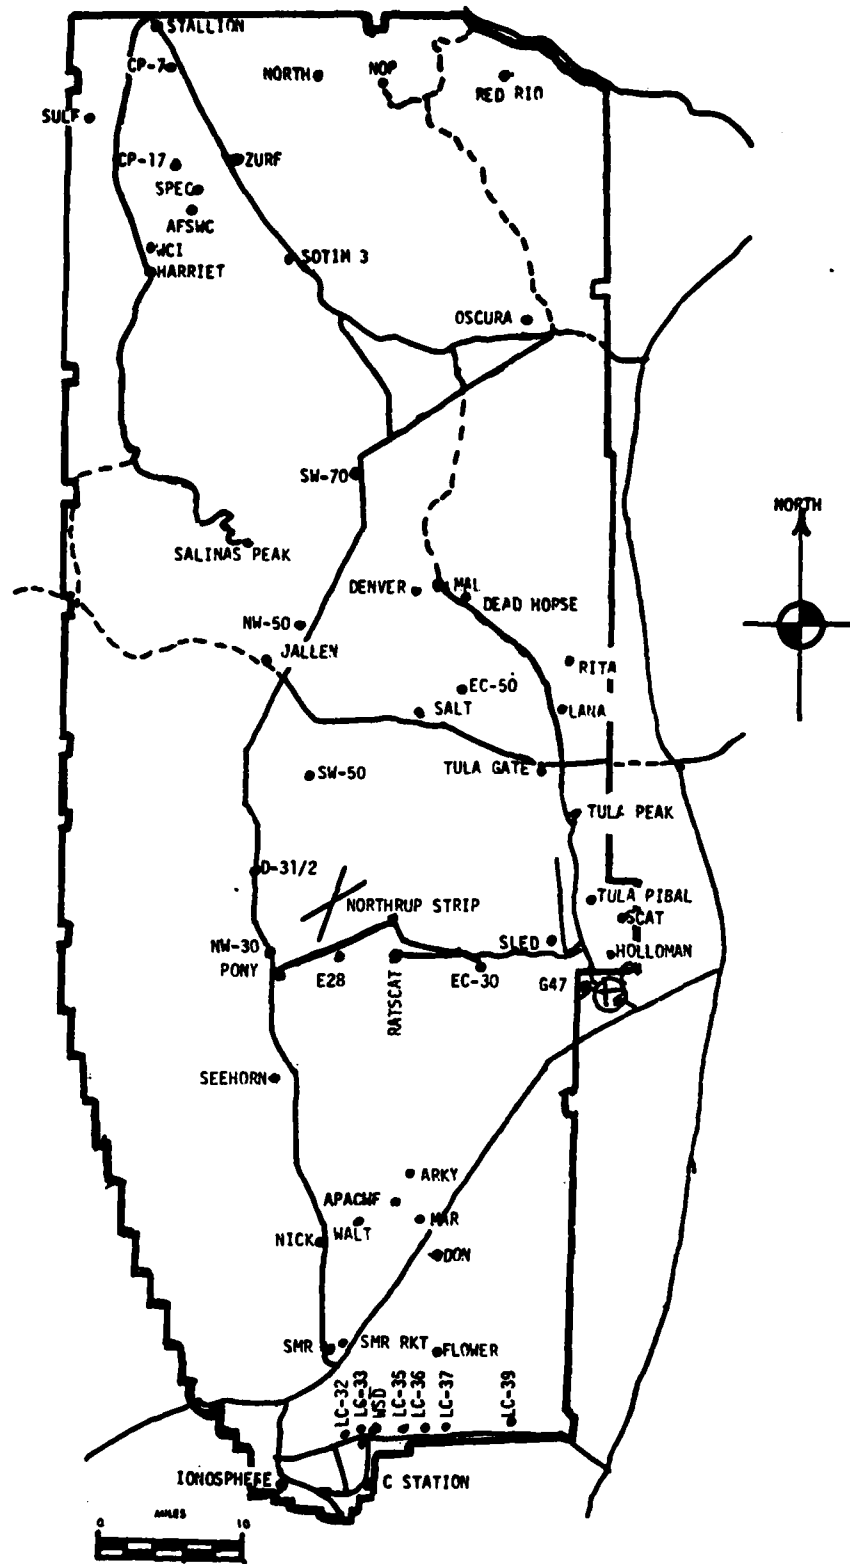 STALLION
CP-7
NORTH
NOP
RED RIO
SULF
CP-17
ZURF
SPEC
AFSWC
WCI
HARRIET
SOTIM 3
OSCURA
SW-70
NORTH
SALINAS PEAK
DENVER
MAL
DEAD HOPSE
NW-50
JALLEN
RITA
EC-50
SALT
LANA
TULA GATE
SW-50
TULA PEAK
D-31/2
NORTHRUP STRIP
TULA PIBAL
SCAT
SLED
NW-30
HOLLOMAN
PONY
E28
RATSCAT
EC-30
G47
SEEHORN
ARKY
APACHE
MAR
WALT
NICK
DON
SMR
SMR RKT
FLOWER
LC-32
LC-33
WSD
LC-35
LC-36
LC-37
LC-39
IONOSPHERE
C STATION
0 MILES 10